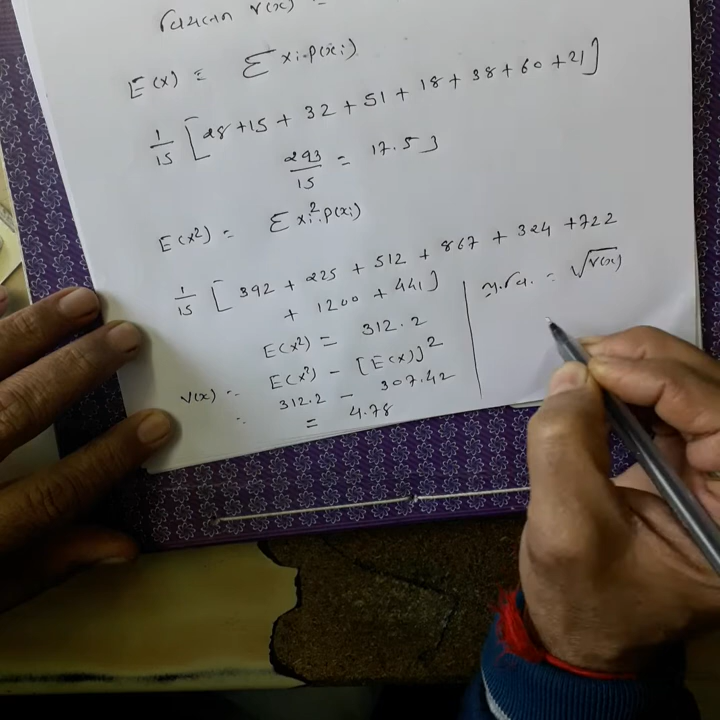 V(x) =
E(x) = Σ xi.p(xi)
1/15 [28 + 15 + 32 + 51 + 18 + 38 + 60 + 21]
293/15 = 17.53
E(x²) = Σ xi².p(xi)
1/15 [392 + 225 + 512 + 867 + 324 + 722
+ 1200 + 441]
E(x²) = 312.2
V(x) = E(x²) - [E(x)]²
: 312.2 - 307.42
= 4.78
= √V(x)